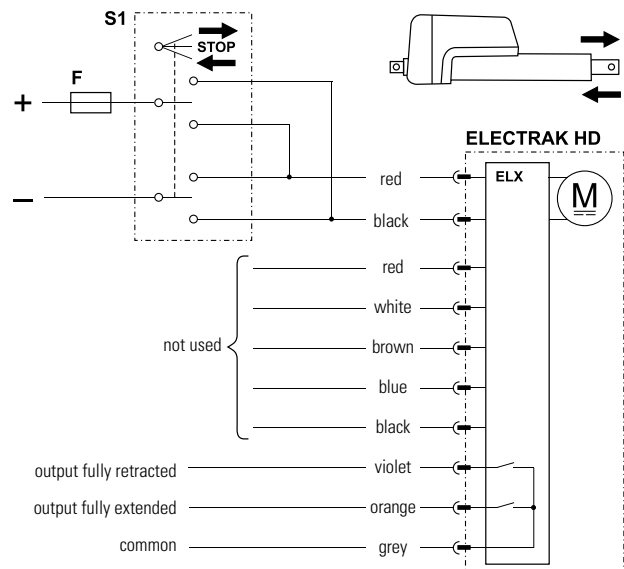 S1
STOP
F
+
−
ELECTRAK HD
ELX
M
red
black
not used
red
white
brown
blue
black
output fully retracted violet
output fully extended orange
common grey